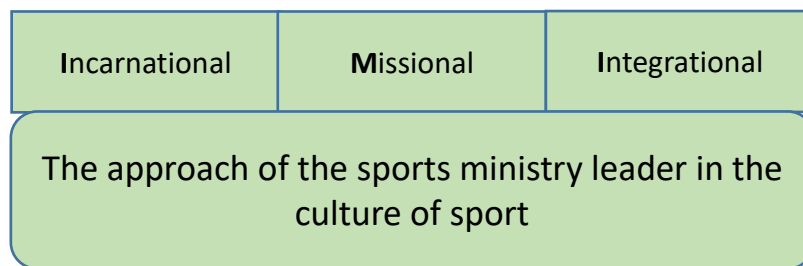 Incarnational
Missional
Integrational
The approach of the sports ministry leader in the
culture of sport